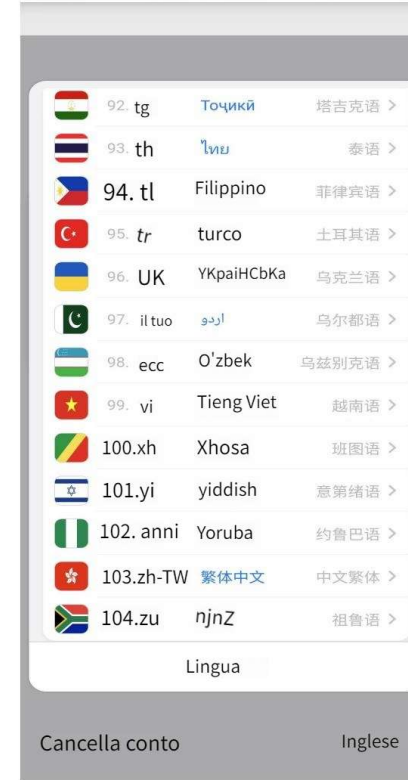 92. tg Тоҷикӣ 塔吉克语 >
93. th ไทย 泰语 >
94. tl Filippino 菲律宾语 >
95. tr turco 土耳其语 >
96. UK YKpaiHCbKa 乌克兰语 >
97. il tuo اردو 乌尔都语 >
98. ecc O'zbek 乌兹别克语 >
99. vi Tieng Viet 越南语 >
100.xh Xhosa 班图语 >
101.yi yiddish 意第绪语 >
102. anni Yoruba 约鲁巴语 >
103.zh-TW 繁体中文 中文繁体 >
104.zu njnZ 祖鲁语 >
Lingua
Cancella conto Inglese